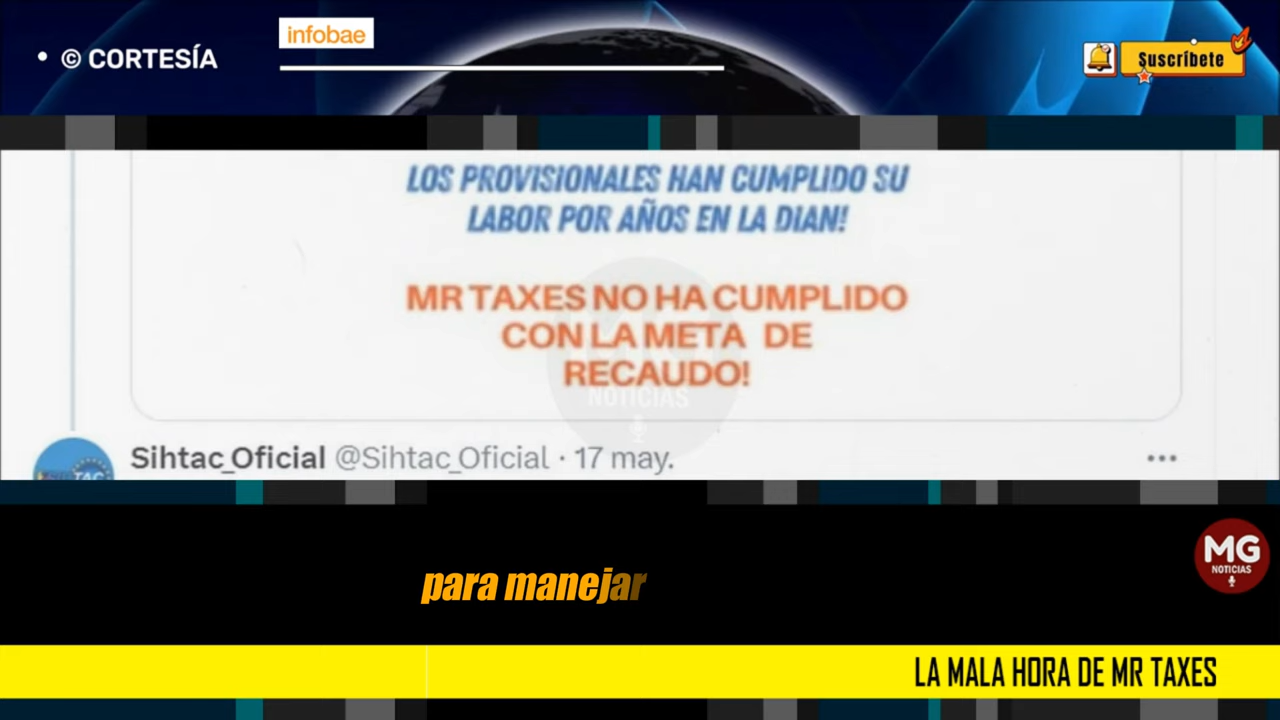 infobae
• © CORTESÍA
Suscríbete
LOS PROVISIONALES HAN CUMPLIDO SU
LABOR POR AÑOS EN LA DIAN!
MR TAXES NO HA CUMPLIDO
CON LA META DE
RECAUDO!
NOTICIAS
Sihtac_Oficial @Sihtac_Oficial · 17 may.
para manejar
MG
NOTICIAS
LA MALA HORA DE MR TAXES